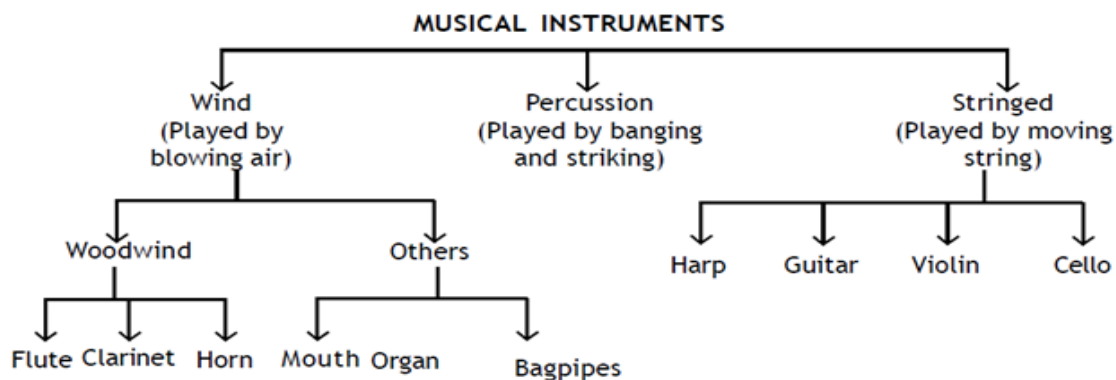 MUSICAL INSTRUMENTS
Wind
(Played by
blowing air)
Percussion
(Played by banging
and striking)
Stringed
(Played by moving
string)
Woodwind
Others
Harp
Guitar
Violin
Cello
Flute
Clarinet
Horn
Mouth Organ
Bagpipes